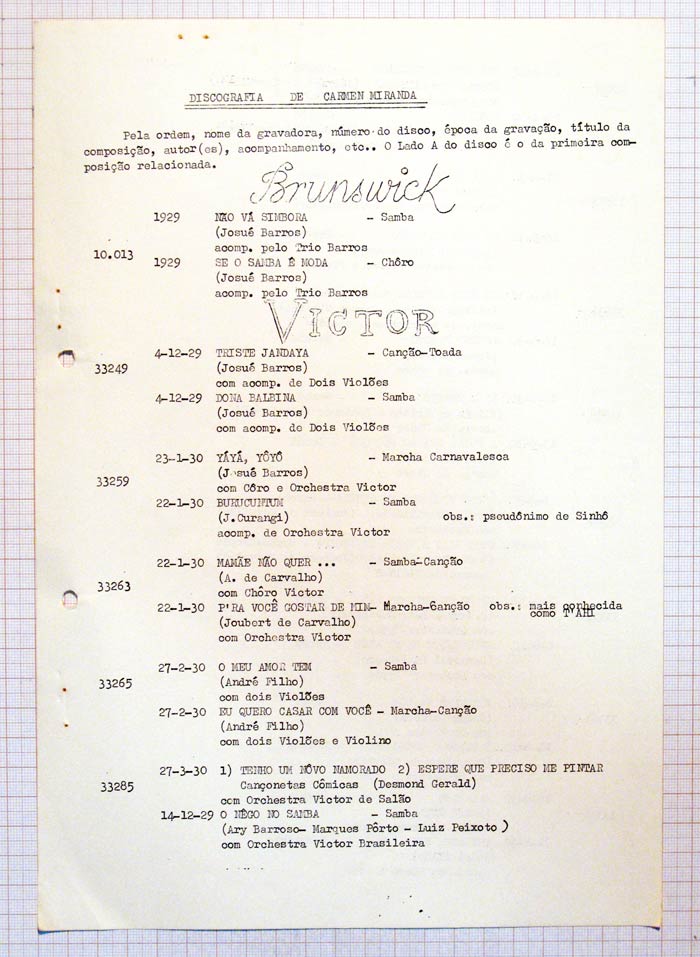 DISCOGRAFIA DE CARMEN MIRANDA
Pela ordem, nome da gravadora, número do disco, época da gravação, título da
composição, autor(es), acompanhamento, etc.. O Lado A do disco é o da primeira com-
posição relacionada.
Brunswick
1929 NÃO VÁ SIMBORA - Samba
(Josué Barros)
acomp. pelo Trio Barros
10.013
1929 SE O SAMBA É MODA - Chôro
(Josué Barros)
acomp. pelo Trio Barros
VICTOR
4-12-29 TRISTE JANDAYA - Canção-Toada
33249 (Josué Barros)
com acomp. de Dois Violões
4-12-29 DONA BALBINA - Samba
(Josué Barros)
com acomp. de Dois Violões
23-1-30 YÁYÁ, YÔYÔ - Marcha Carnavalesca
(Josué Barros)
33259 com Côro e Orchestra Victor
22-1-30 BURUCUNTUM - Samba
(J.Curangi) obs.: pseudônimo de Sinhô
acomp. de Orchestra Victor
22-1-30 MAMÃE NÃO QUER ... - Samba-Canção
(A. de Carvalho)
33263 com Chôro Victor
22-1-30 P'RA VOCÊ GOSTAR DE MIM- Marcha-Canção obs.: mais conhecida
como T'AHI
(Joubert de Carvalho)
com Orchestra Victor
27-2-30 O MEU AMOR TEM - Samba
33265 (André Filho)
com dois Violões
27-2-30 EU QUERO CASAR COM VOCÊ - Marcha-Canção
(André Filho)
com dois Violões e Violino
27-3-30 1) TENHO UM NÔVO NAMORADO 2) ESPERE QUE PRECISO ME PINTAR
33285 Cançonetas Cômicas (Desmond Gerald)
com Orchestra Victor de Salão
14-12-29 O NÊGO NO SAMBA - Samba
(Ary Barroso- Marques Pôrto - Luiz Peixoto)
com Orchestra Victor Brasileira